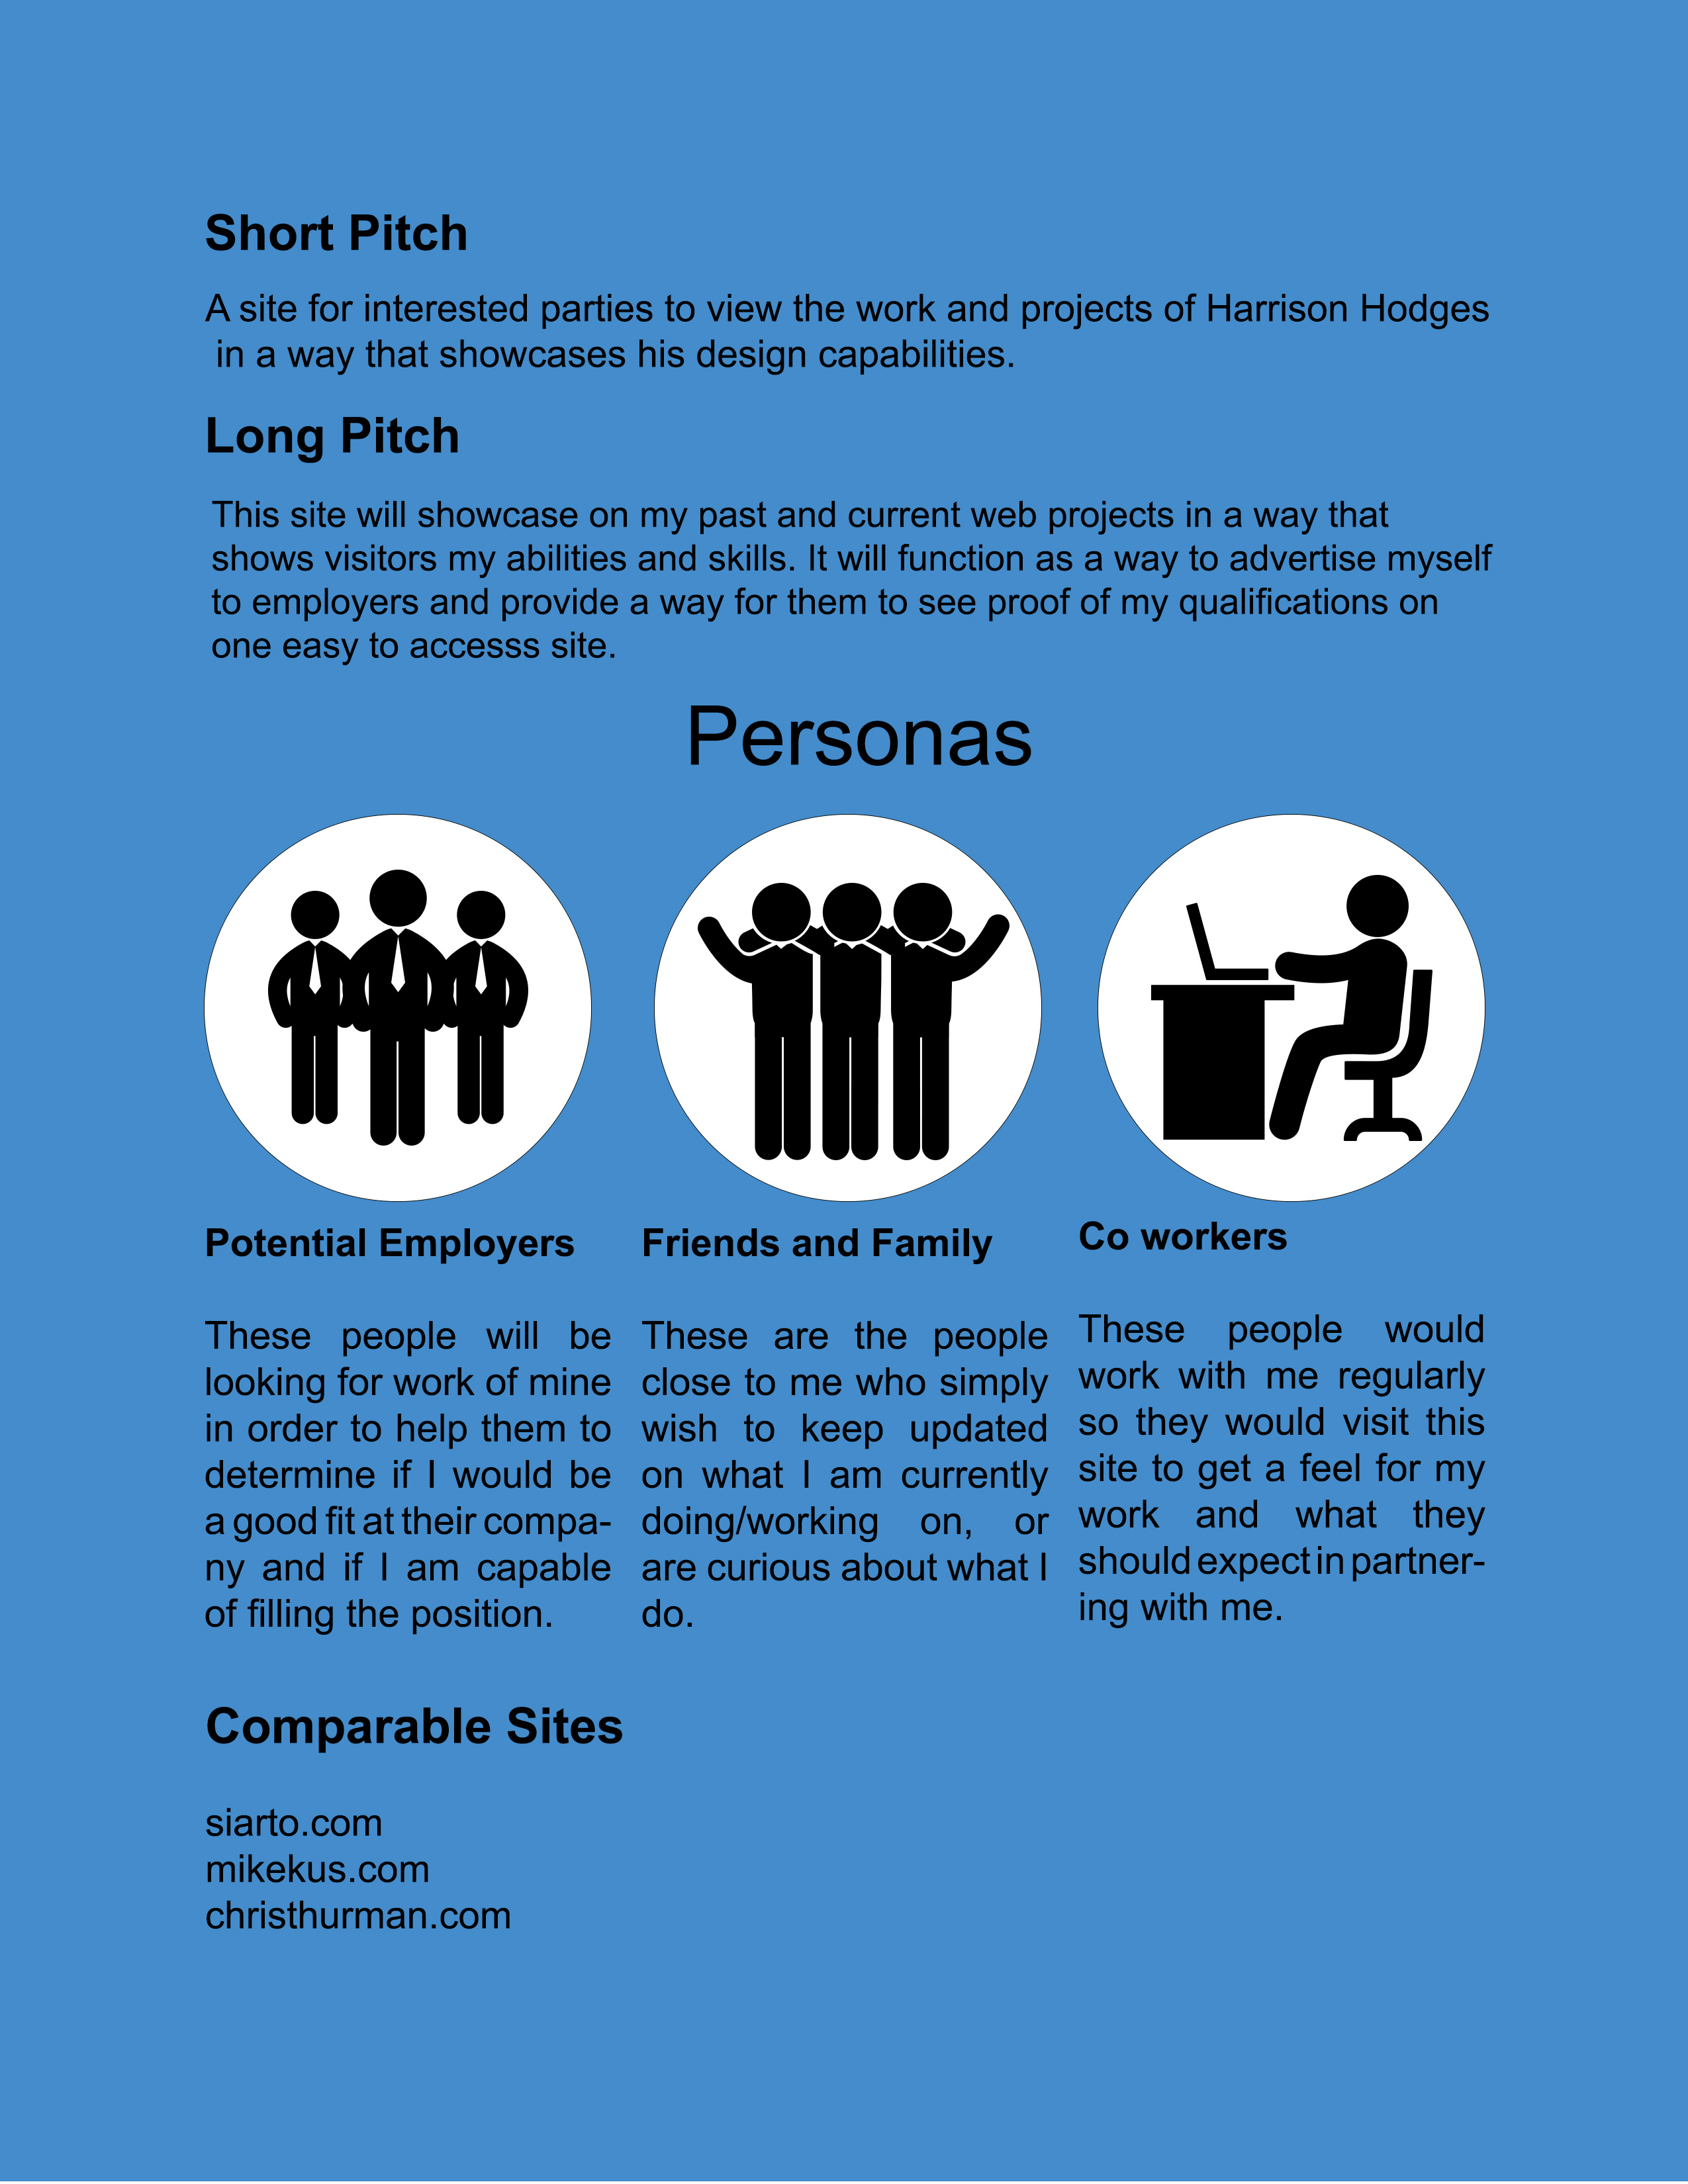 Short Pitch
A site for interested parties to view the work and projects of Harrison Hodges
in a way that showcases his design capabilities.
Long Pitch
This site will showcase on my past and current web projects in a way that
shows visitors my abilities and skills. It will function as a way to advertise myself
to employers and provide a way for them to see proof of my qualifications on
one easy to accesss site.
Personas
Potential Employers
These people will be
looking for work of mine
in order to help them to
determine if I would be
a good fit at their compa-
ny and if I am capable
of filling the position.
Friends and Family
These are the people
close to me who simply
wish to keep updated
on what I am currently
doing/working on, or
are curious about what I
do.
Co workers
These people would
work with me regularly
so they would visit this
site to get a feel for my
work and what they
should expect in partner-
ing with me.
Comparable Sites
siarto.com
mikekus.com
christhurman.com